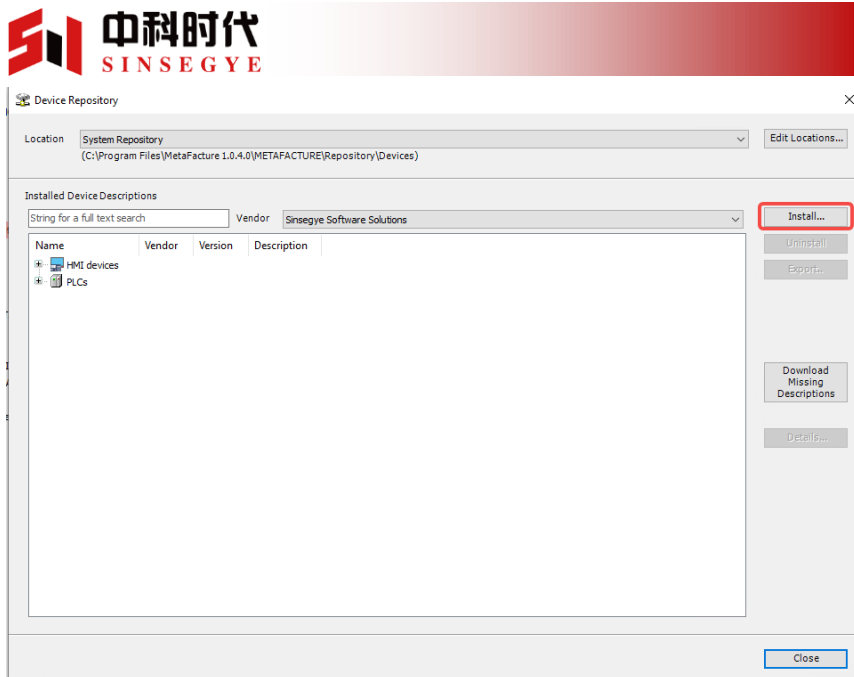 中科时代
SINSEGYE
Device Repository
Location System Repository Edit Locations...
(C:\Program Files\MetaFacture 1.0.4.0\METAFACTURE\Repository\Devices)
Installed Device Descriptions
String for a full text search Vendor Sinsegye Software Solutions Install...
Name Vendor Version Description Uninstall
HMI devices
PLCs Export...
Download
Missing
Descriptions
Details...
Close